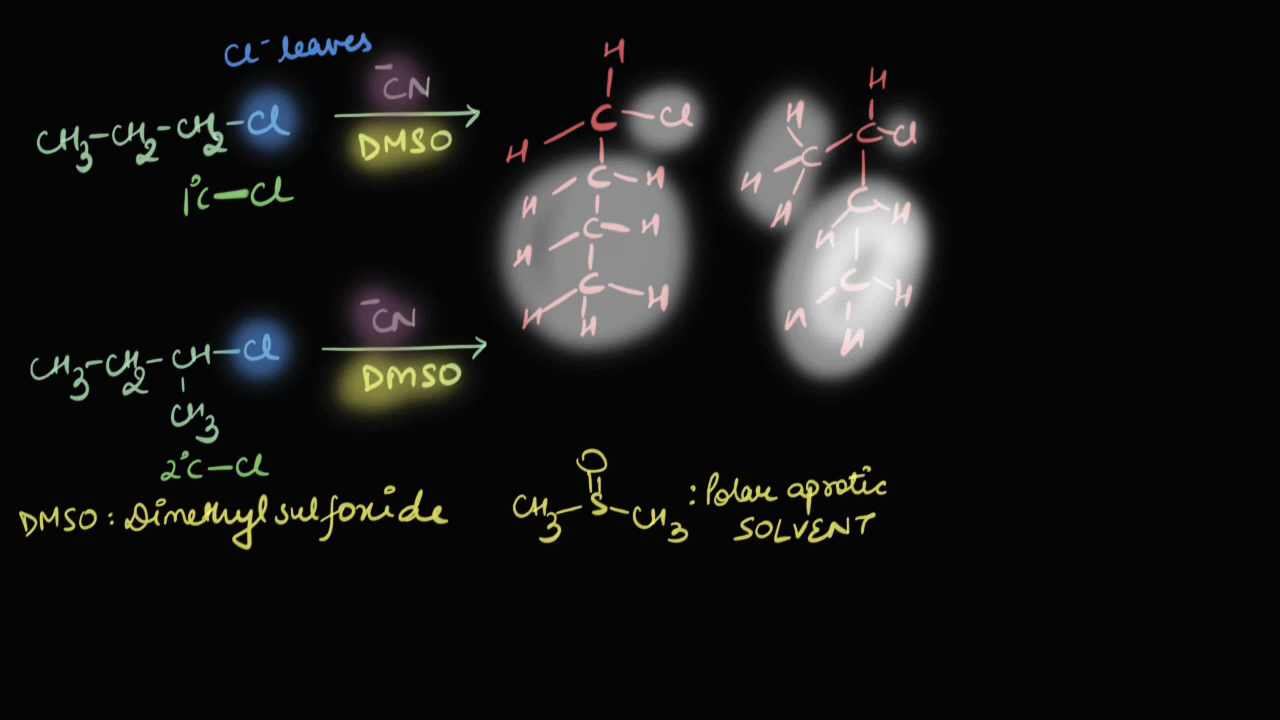 Cl⁻ leaves
CH₃-CH₂-CH₂-Cl
⁻CN
DMSO
1°C-Cl
H
C-Cl
H
C-H
H
C-H
H
C
H H
H
H
H C-Cl
C
H
H
C
H H
C
H H
H
CH₃-CH₂-CH-Cl
CH₃
⁻CN
DMSO
2°C-Cl
DMSO: Dimethyl sulfoxide
O
CH₃-S-CH₃ : Polar aprotic
SOLVENT